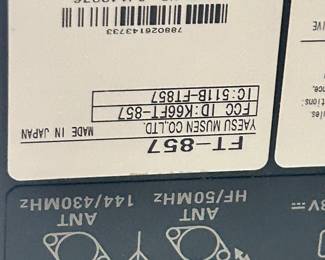 8V
ANT
HF/50MHz
ANT
144/430MHz
FT-857
YAESU MUSEN CO.,LTD. MADE IN JAPAN
FCC ID:K66FT-857
IC:511B-FT857